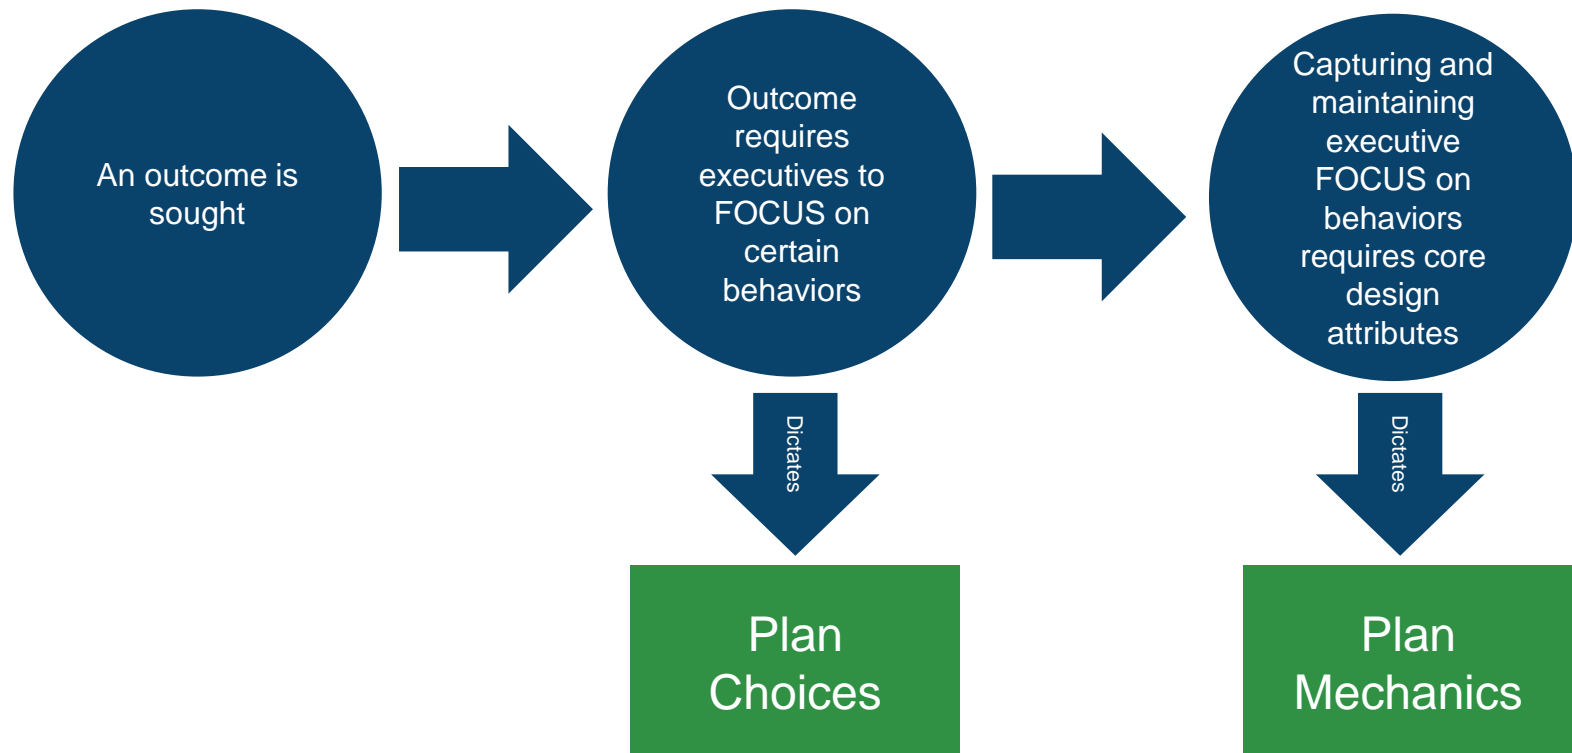 An outcome is
sought
Outcome
requires
executives to
FOCUS on
certain
behaviors
Capturing and
maintaining
executive
FOCUS on
behaviors
requires core
design
attributes
Dictates
Dictates
Plan
Choices
Plan
Mechanics